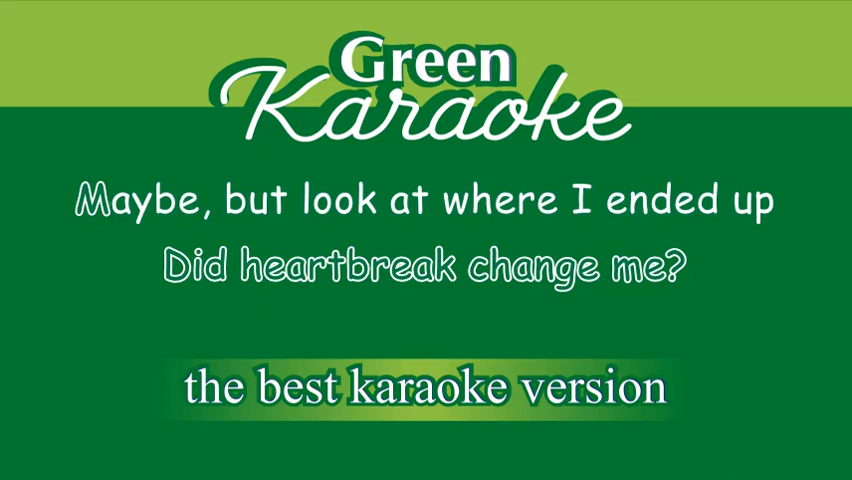 Green
Karaoke
Did heartbreak change me?
Maybe, but look at where I ended up
the best karaoke version